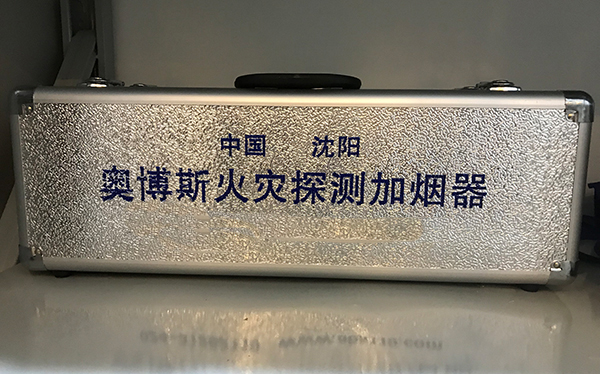 中国 沈阳
奥博斯火灾探测加烟器